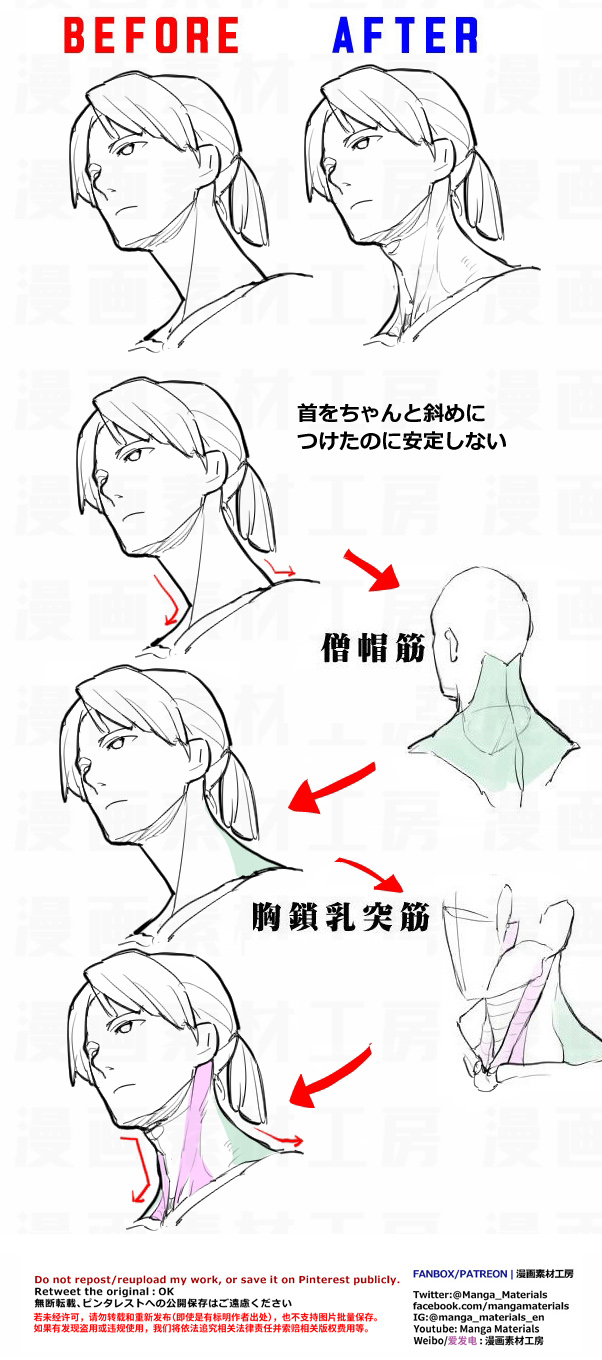 BEFORE
AFTER
首をちゃんと斜めに
つけたのに安定しない
僧帽筋
胸鎖乳突筋
Do not repost/reupload my work, or save it on Pinterest publicly.
Retweet the original : OK
無断転載、ピンタレストへの公開保存はご遠慮ください
若未经许可，请勿转载和重新发布（即使是有标明作者出处），也不支持图片批量保存。
如果有发现盗用或违规使用，我们将依法追究相关法律责任并索赔相关版权费用等。
FANBOX/PATREON | 漫画素材工房
Twitter:@Manga_Materials
facebook.com/mangamaterials
IG:@manga_materials_en
Youtube: Manga Materials
Weibo/爱发电 : 漫画素材工房